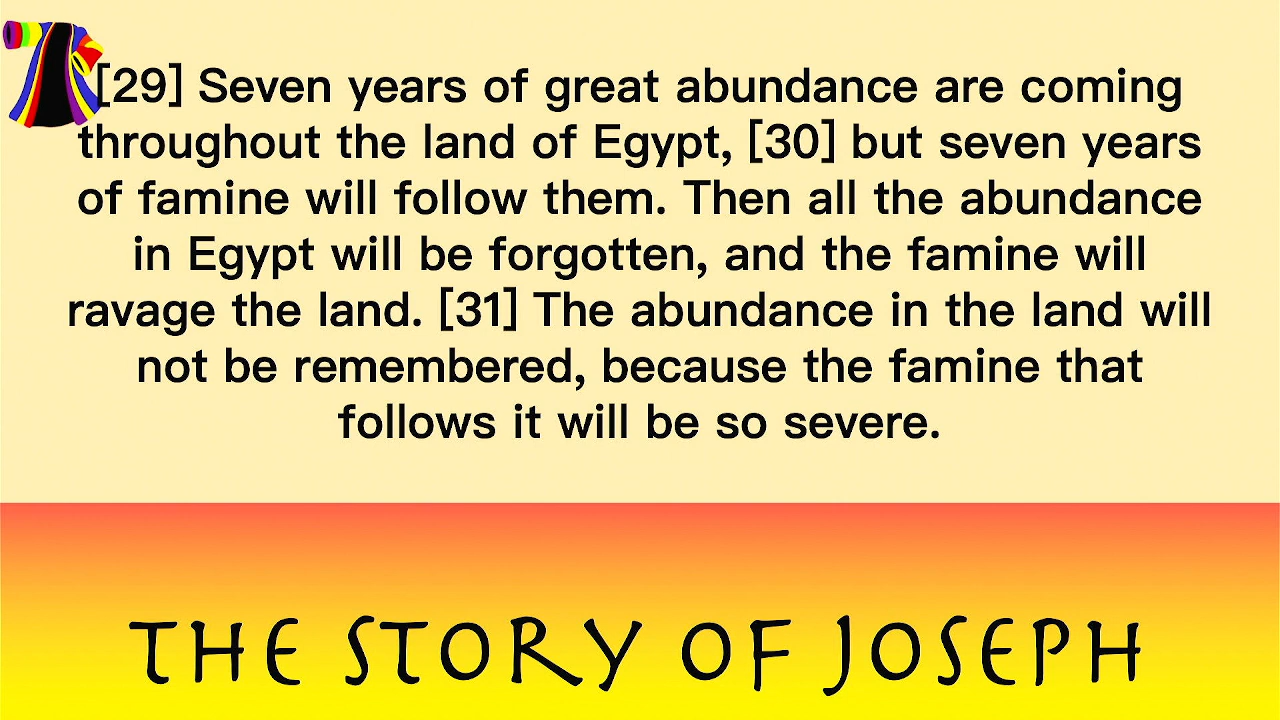 [29] Seven years of great abundance are coming
throughout the land of Egypt, [30] but seven years
of famine will follow them. Then all the abundance
in Egypt will be forgotten, and the famine will
ravage the land. [31] The abundance in the land will
not be remembered, because the famine that
follows it will be so severe.
THE STORY OF JOSEPH